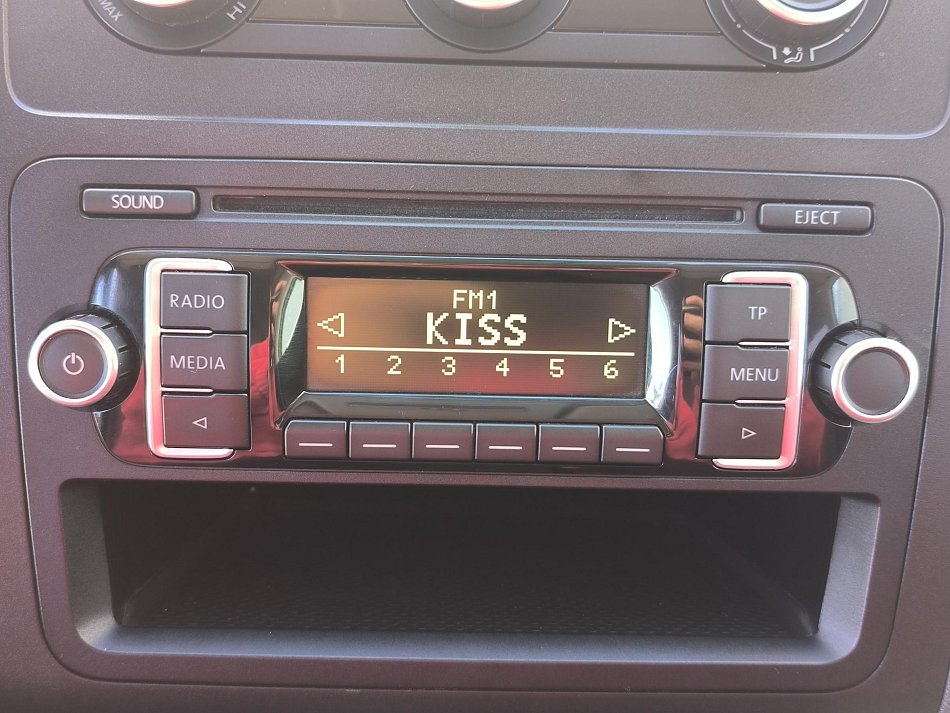 MAX
HI
SOUND
EJECT
RADIO
FM1
TP
KISS
MEDIA
1 2 3 4 5 6
MENU